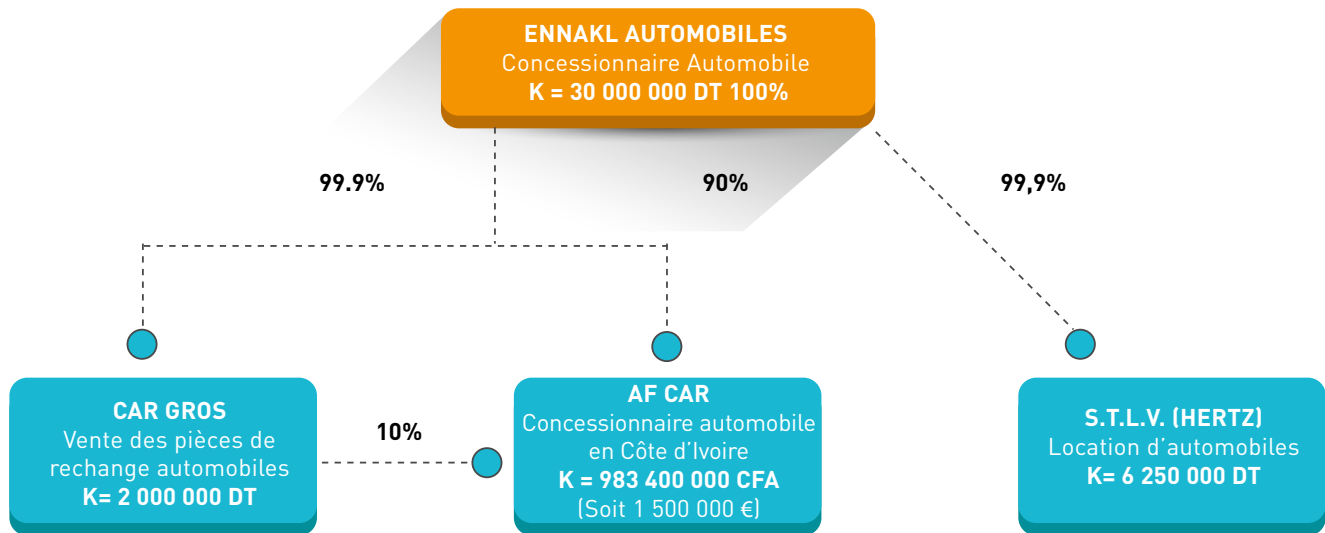 ENNAKL AUTOMOBILES
Concessionnaire Automobile
K = 30 000 000 DT 100%
99.9%
90%
99,9%
CAR GROS
Vente des pièces de
rechange automobiles
K= 2 000 000 DT
10%
AF CAR
Concessionnaire automobile
en Côte d'Ivoire
K = 983 400 000 CFA
(Soit 1 500 000 €)
S.T.L.V. (HERTZ)
Location d'automobiles
K= 6 250 000 DT